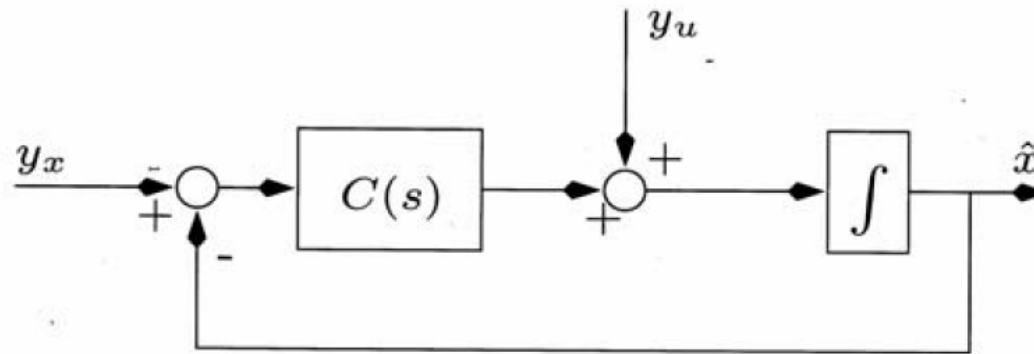 y_u
y_x
+
-
C(s)
+
+
∫
x̂